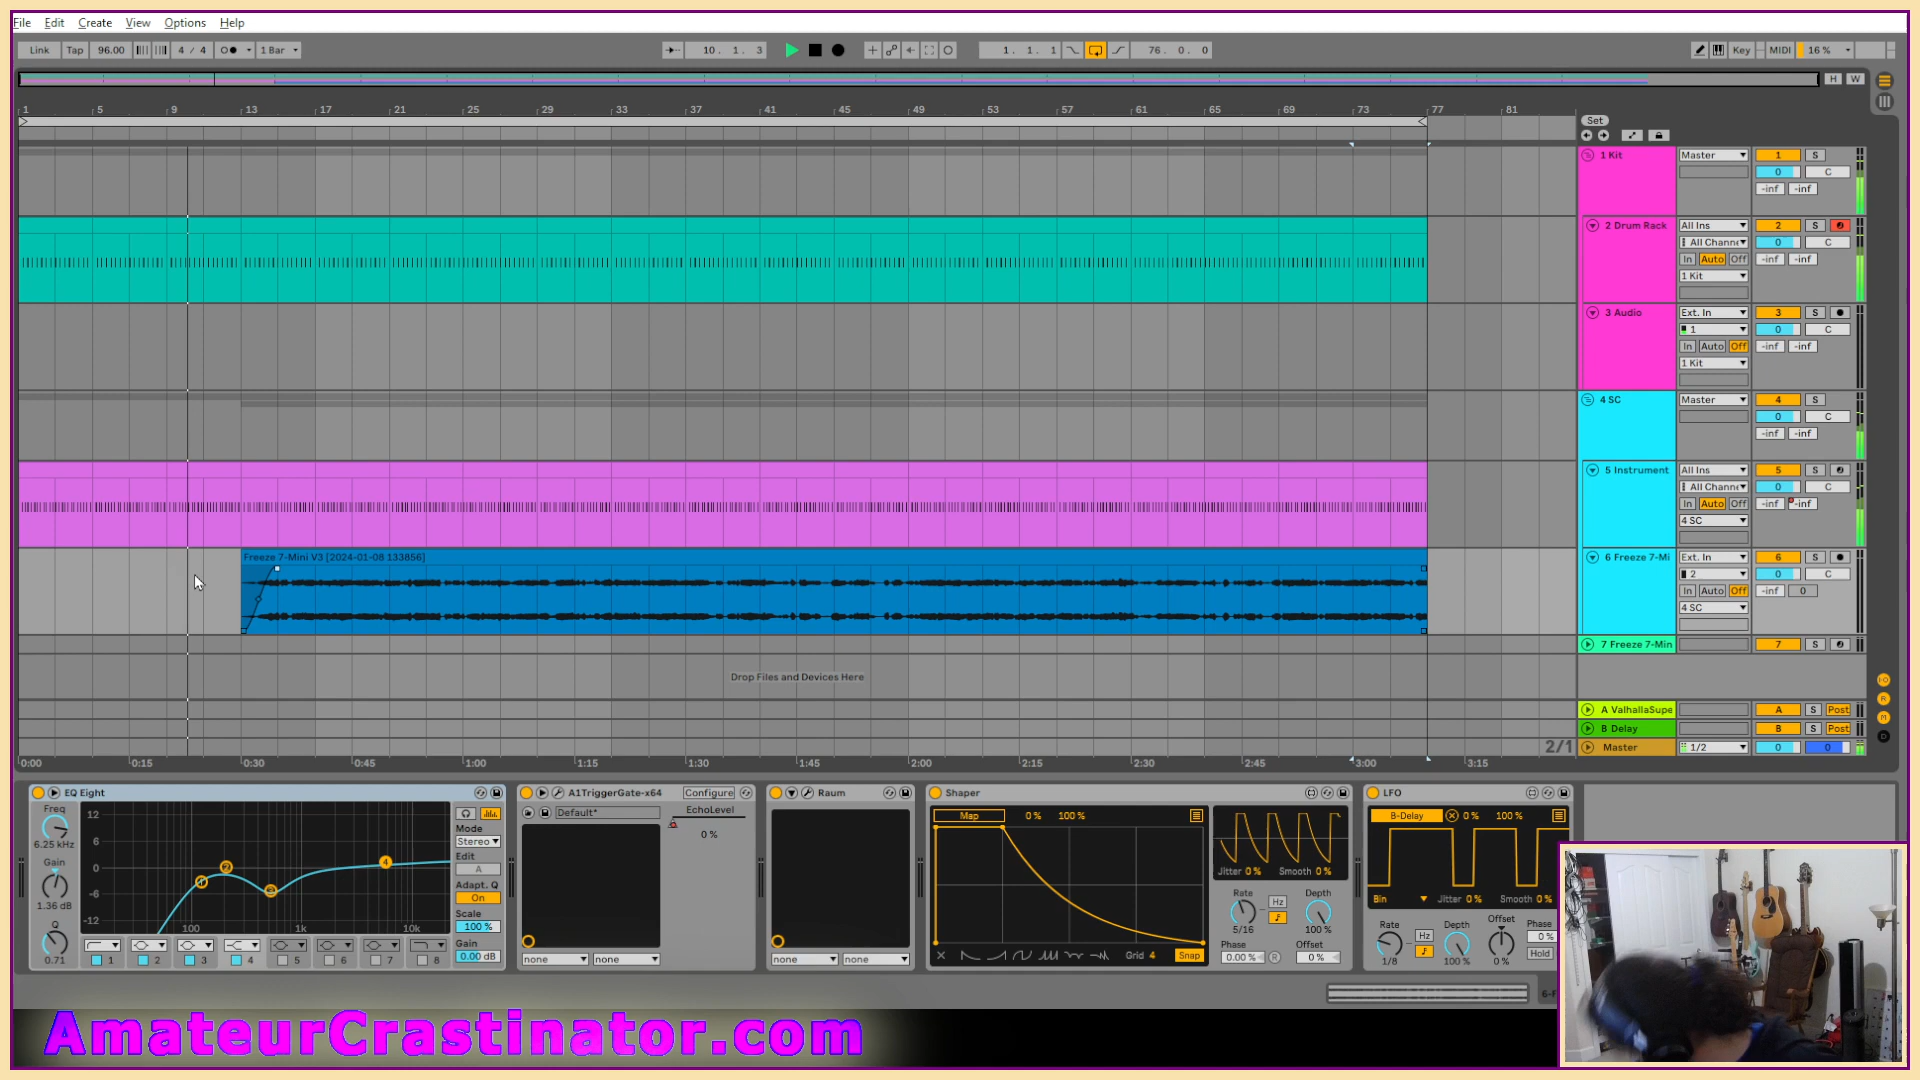 File Edit Create View Options Help
Link Tap 96.00 4 / 4 1 Bar 10 . 1 . 3 1 . 1 . 1 76 . 0 . 0 Key MIDI 16 %
H W
1 5 9 13 17 21 25 29 33 37 41 45 49 53 57 61 65 69 73 77 81
Set
1 Kit Master 1 S
0 C
-inf -inf
2 Drum Rack All Ins 2 S
All Channe 0 C
In Auto Off -inf -inf
1 Kit
3 Audio Ext. In 3 S
1 0 C
In Auto Off -inf -inf
1 Kit
4 SC Master 4 S
0 C
-inf -inf
5 Instrument All Ins 5 S
All Channe 0 C
In Auto Off -inf -inf
4 SC
Freeze 7-Mini V3 [2024-01-08 133856] 6 Freeze 7-Mi Ext. In 6 S
2 0 C
In Auto Off -inf 0
4 SC
7 Freeze 7-Min 7 S
Drop Files and Devices Here
A ValhallaSupe A S Post
B Delay B S Post
2/1 Master 1/2 0 0
0:00 0:15 0:30 0:45 1:00 1:15 1:30 1:45 2:00 2:15 2:30 2:45 3:00 3:15
EQ Eight A1TriggerGate-x64 Configure Raum Shaper LFO
Freq 6.25 kHz Gain 1.36 dB Q 0.71
12 6 0 -6 -12 100 1k 10k
Mode Stereo Edit A Adapt. Q On Scale 100 % Gain 0.00 dB
1 2 3 4 5 6 7 8
Default* EchoLevel 0 %
none none
none none
Map 0 % 100 %
Grid 4 Snap
Jitter 0 % Smooth 0 %
Rate 5/16 Hz Depth 100 %
Phase 0.00 % R Offset 0 %
B-Delay 0 % 100 %
Bin Jitter 0 % Smooth 0 %
Rate 1/8 Hz Depth 100 % Offset 0 % Phase 0 % Hold
AmateurCrastinator.com